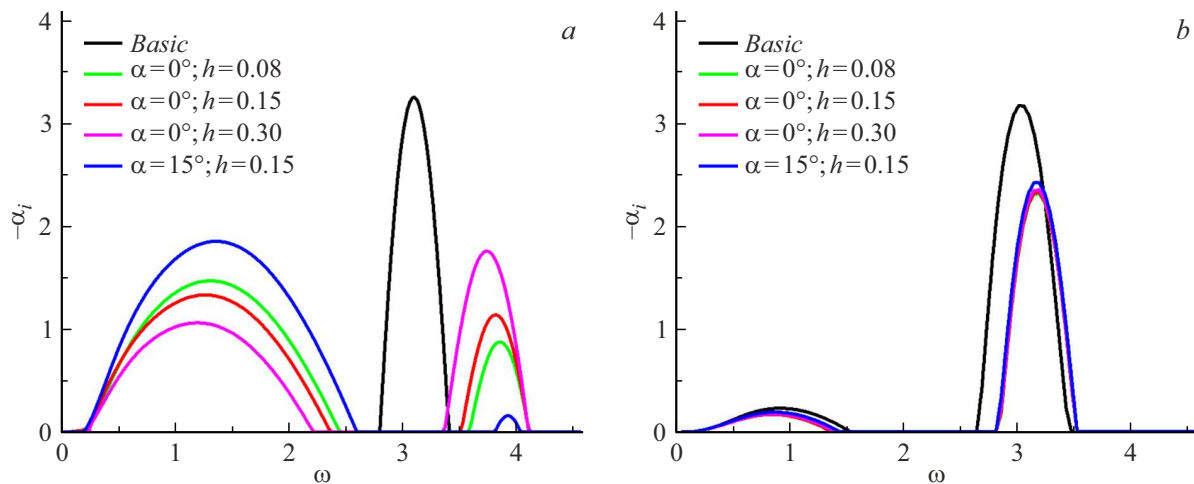 4
3
2
1
0
–αᵢ
Basic
α=0°; h=0.08
α=0°; h=0.15
α=0°; h=0.30
α=15°; h=0.15
a
0 1 2 3 4
ω
4
3
2
1
0
–αᵢ
Basic
α=0°; h=0.08
α=0°; h=0.15
α=0°; h=0.30
α=15°; h=0.15
b
0 1 2 3 4
ω